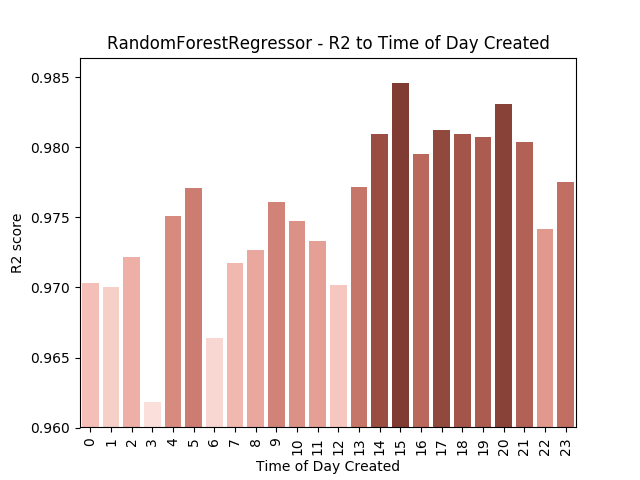 RandomForestRegressor - R2 to Time of Day Created
0.985
0.980
0.975
0.970
0.965
0.960
R2 score
0 1 2 3 4 5 6 7 8 9 10 11 12 13 14 15 16 17 18 19 20 21 22 23
Time of Day Created